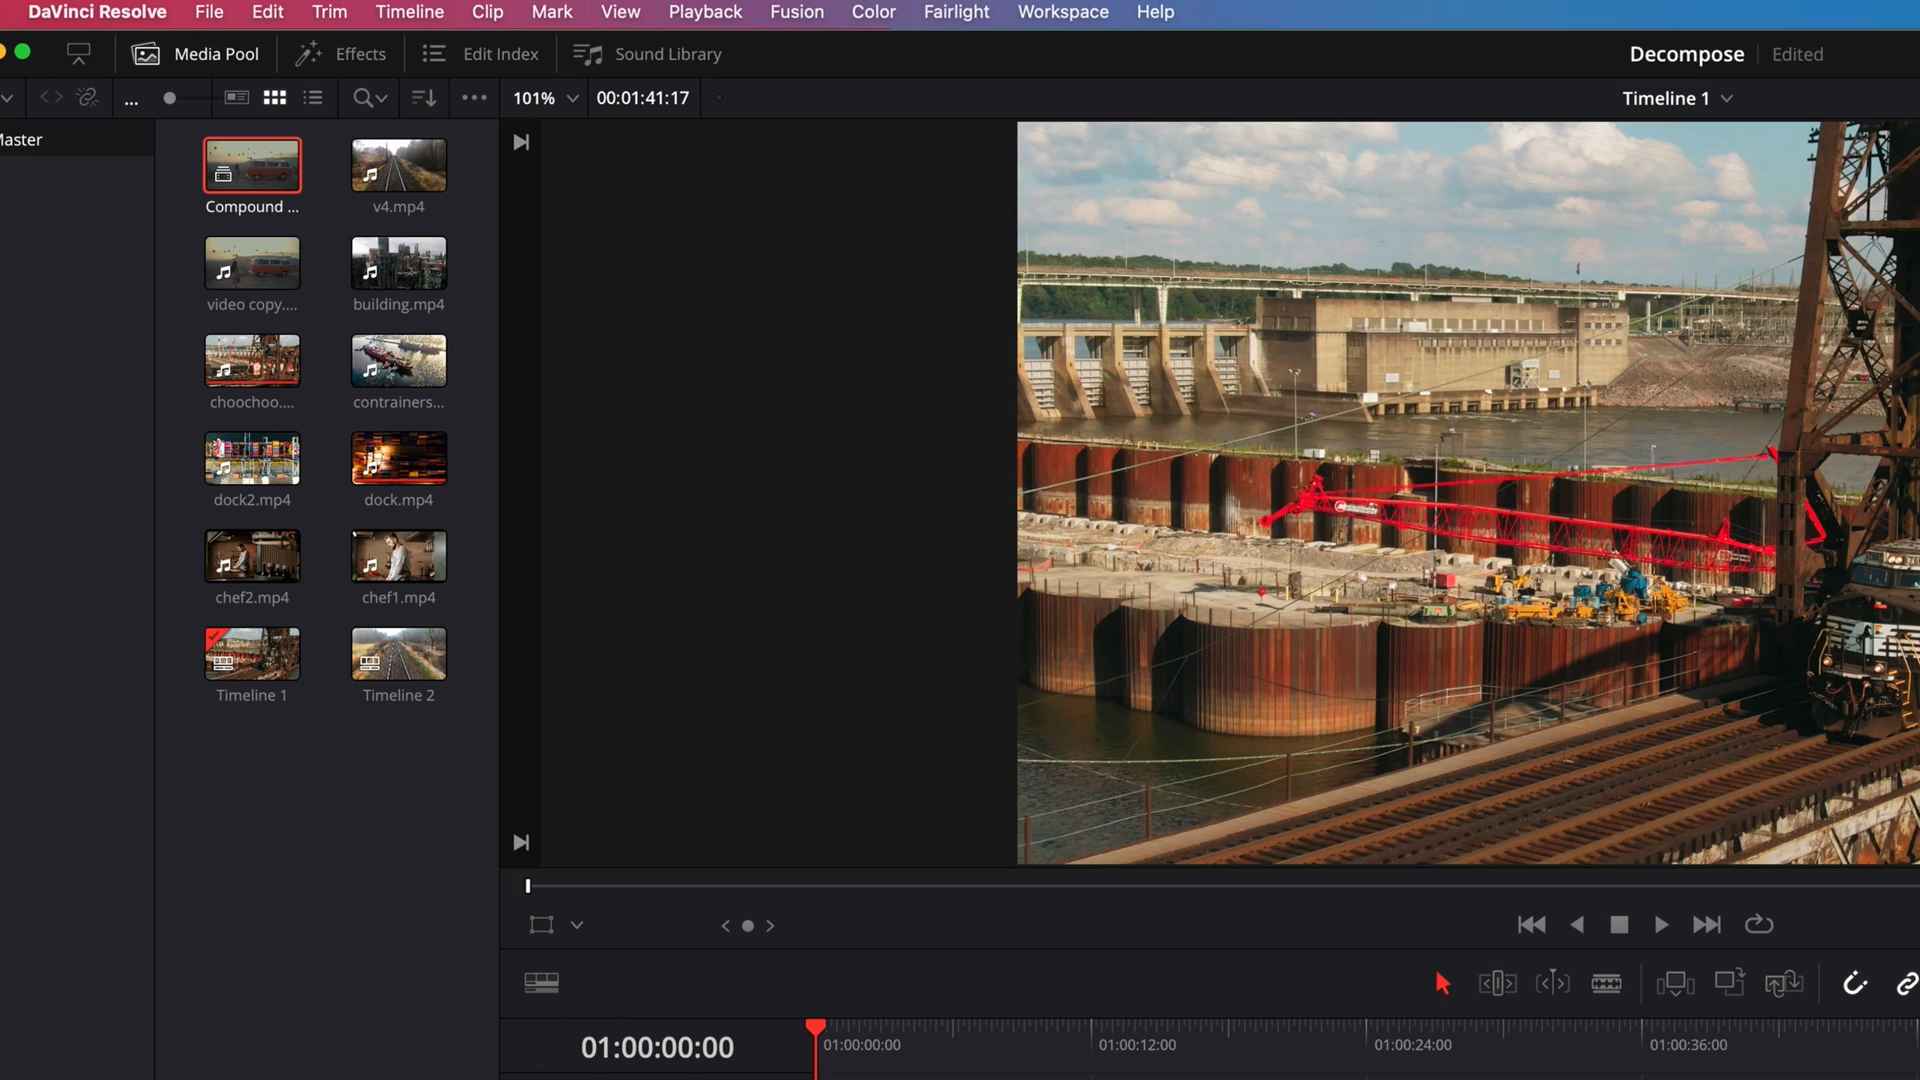 DaVinci Resolve File Edit Trim Timeline Clip Mark View Playback Fusion Color Fairlight Workspace Help
Media Pool Effects Edit Index Sound Library Decompose Edited
... 101% 00:01:41:17 Timeline 1
Master
Compound ... v4.mp4
video copy.... building.mp4
choochoo.... contrainers...
dock2.mp4 dock.mp4
chef2.mp4 chef1.mp4
Timeline 1 Timeline 2
01:00:00:00 01:00:00:00 01:00:12:00 01:00:24:00 01:00:36:00